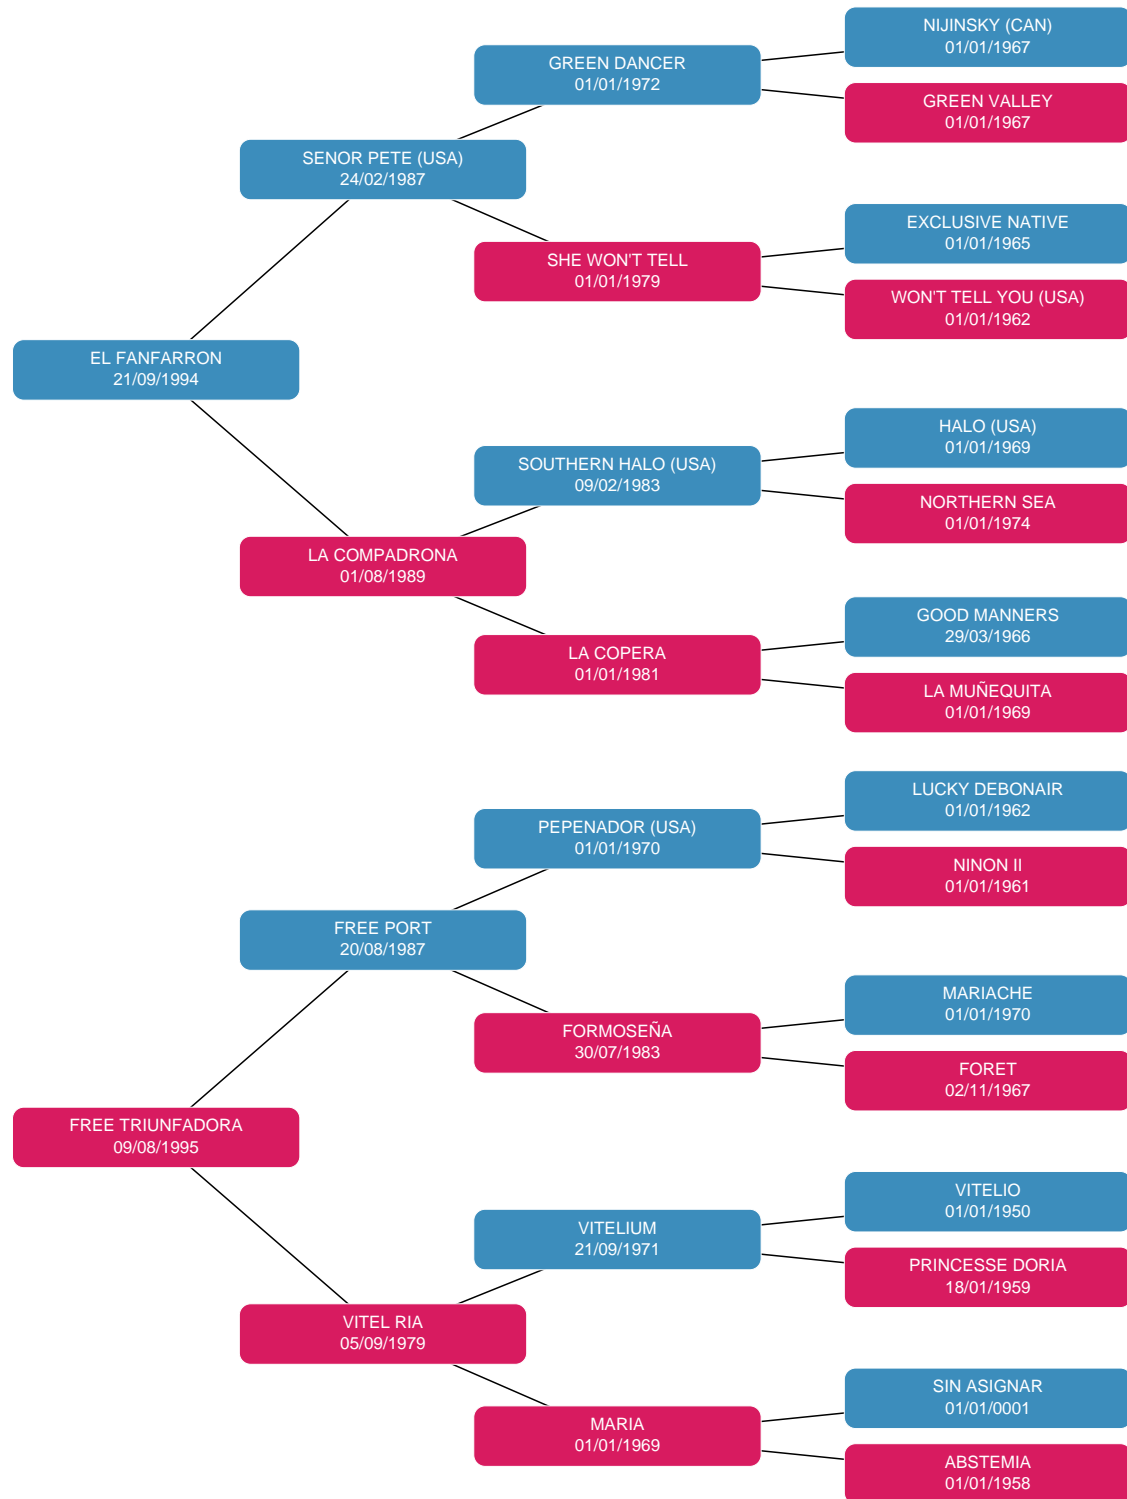 NIJINSKY (CAN)
01/01/1967
GREEN DANCER
01/01/1972
GREEN VALLEY
01/01/1967
SENOR PETE (USA)
24/02/1987
EXCLUSIVE NATIVE
01/01/1965
SHE WON'T TELL
01/01/1979
WON'T TELL YOU (USA)
01/01/1962
EL FANFARRON
21/09/1994
HALO (USA)
01/01/1969
SOUTHERN HALO (USA)
09/02/1983
NORTHERN SEA
01/01/1974
LA COMPADRONA
01/08/1989
GOOD MANNERS
29/03/1966
LA COPERA
01/01/1981
LA MUÑEQUITA
01/01/1969
LUCKY DEBONAIR
01/01/1962
PEPENADOR (USA)
01/01/1970
NINON II
01/01/1961
FREE PORT
20/08/1987
MARIACHE
01/01/1970
FORMOSEÑA
30/07/1983
FORET
02/11/1967
FREE TRIUNFADORA
09/08/1995
VITELIO
01/01/1950
VITELIUM
21/09/1971
PRINCESSE DORIA
18/01/1959
VITEL RIA
05/09/1979
SIN ASIGNAR
01/01/0001
MARIA
01/01/1969
ABSTEMIA
01/01/1958